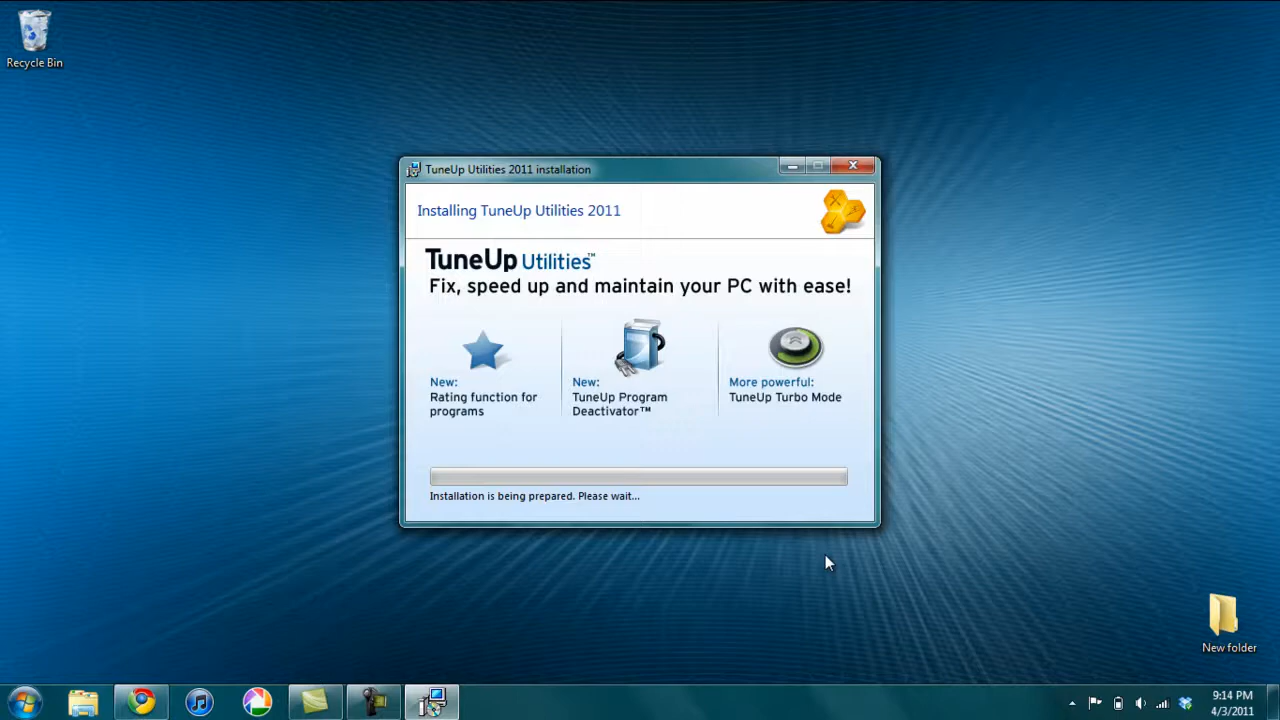 Recycle Bin
TuneUp Utilities 2011 installation
Installing TuneUp Utilities 2011
TuneUp Utilities™
Fix, speed up and maintain your PC with ease!
New:
Rating function for
programs
New:
TuneUp Program
Deactivator™
More powerful:
TuneUp Turbo Mode
Installation is being prepared. Please wait...
New folder
9:14 PM
4/3/2011